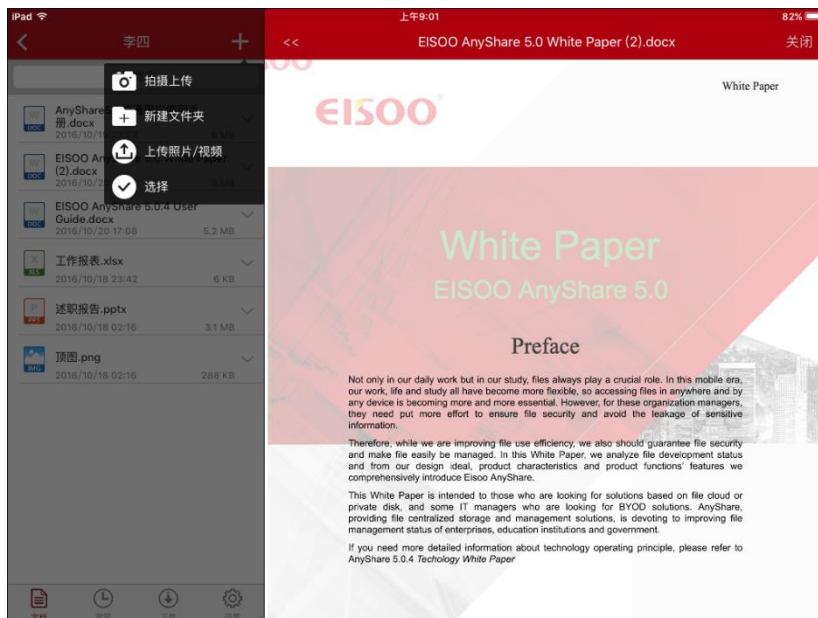 iPad
上午9:01
82%
李四
<<
EISOO AnyShare 5.0 White Paper (2).docx
关闭
拍摄上传
新建文件夹
上传照片/视频
选择
册.docx
2016/10/19
EISOO
(2).docx
EISOO AnyShare 5.0.4 User
Guide.docx
2016/10/20 17:08
5.2 MB
工作报表.xlsx
2016/10/18 23:42
6 KB
述职报告.pptx
2016/10/18 02:16
3.1 MB
顶图.png
2016/10/18 02:16
288 KB
White Paper
EISOO
White Paper
EISOO AnyShare 5.0
Preface
Not only in our daily work but in our study, files always play a crucial role. In this mobile era,
our work, life and study all have become more flexible, so accessing files in anywhere and by
any device is becoming more and more essential. However, for these organization managers,
they need put more effort to ensure file security and avoid the leakage of sensitive
information.
Therefore, while we are improving file use efficiency, we also should guarantee file security
and make file easily be managed. In this White Paper, we analyze file development status
and from our design ideal, product characteristics and product functions' features we
comprehensively introduce Eisoo AnyShare.
This White Paper is intended to those who are looking for solutions based on file cloud or
private disk, and some IT managers who are looking for BYOD solutions. AnyShare,
providing file centralized storage and management solutions, is devoting to improving file
management status of enterprises, education institutions and government.
If you need more detailed information about technology operating principle, please refer to
AnyShare 5.0.4 Techology White Paper